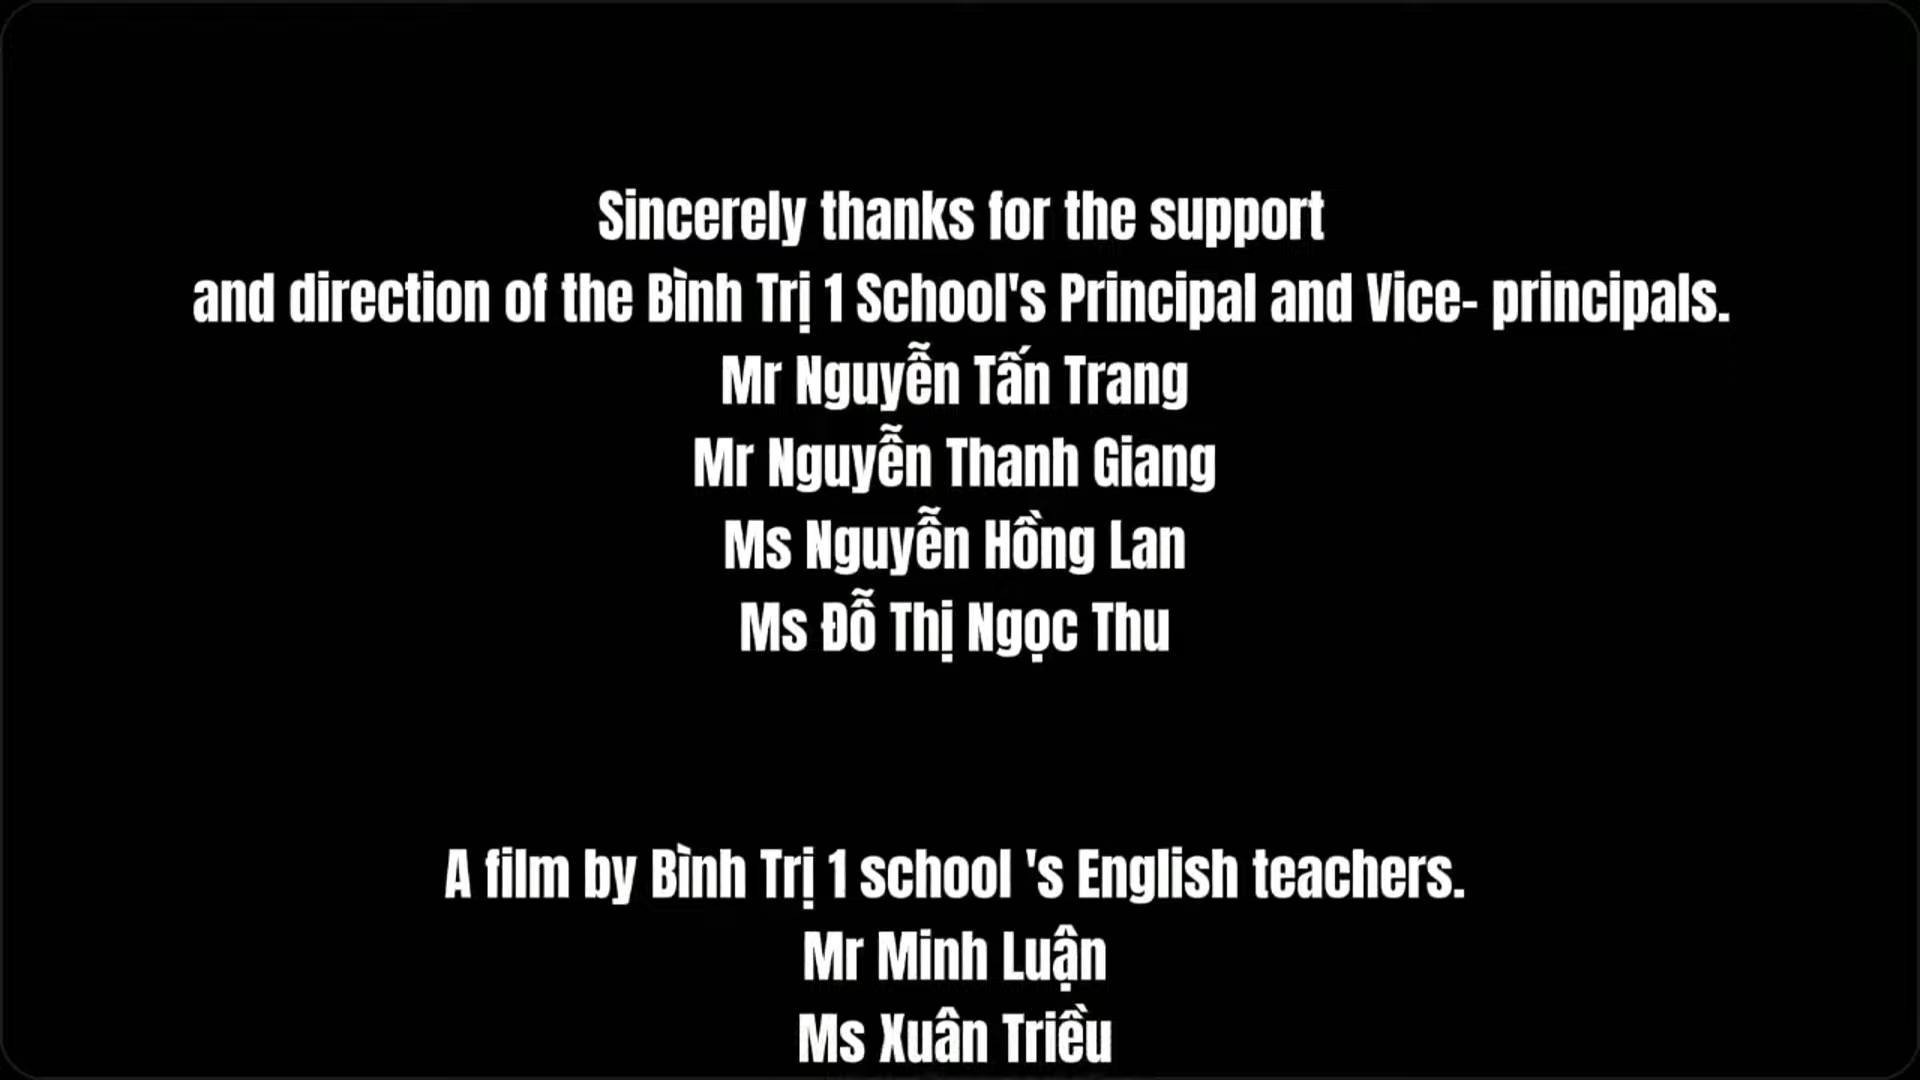 Sincerely thanks for the support
and direction of the Bình Trị 1 School's Principal and Vice- principals.
Mr Nguyễn Tấn Trang
Mr Nguyễn Thanh Giang
Ms Nguyễn Hồng Lan
Ms Đỗ Thị Ngọc Thu
A film by Bình Trị 1 school 's English teachers.
Mr Minh Luận
Ms Xuân Triều